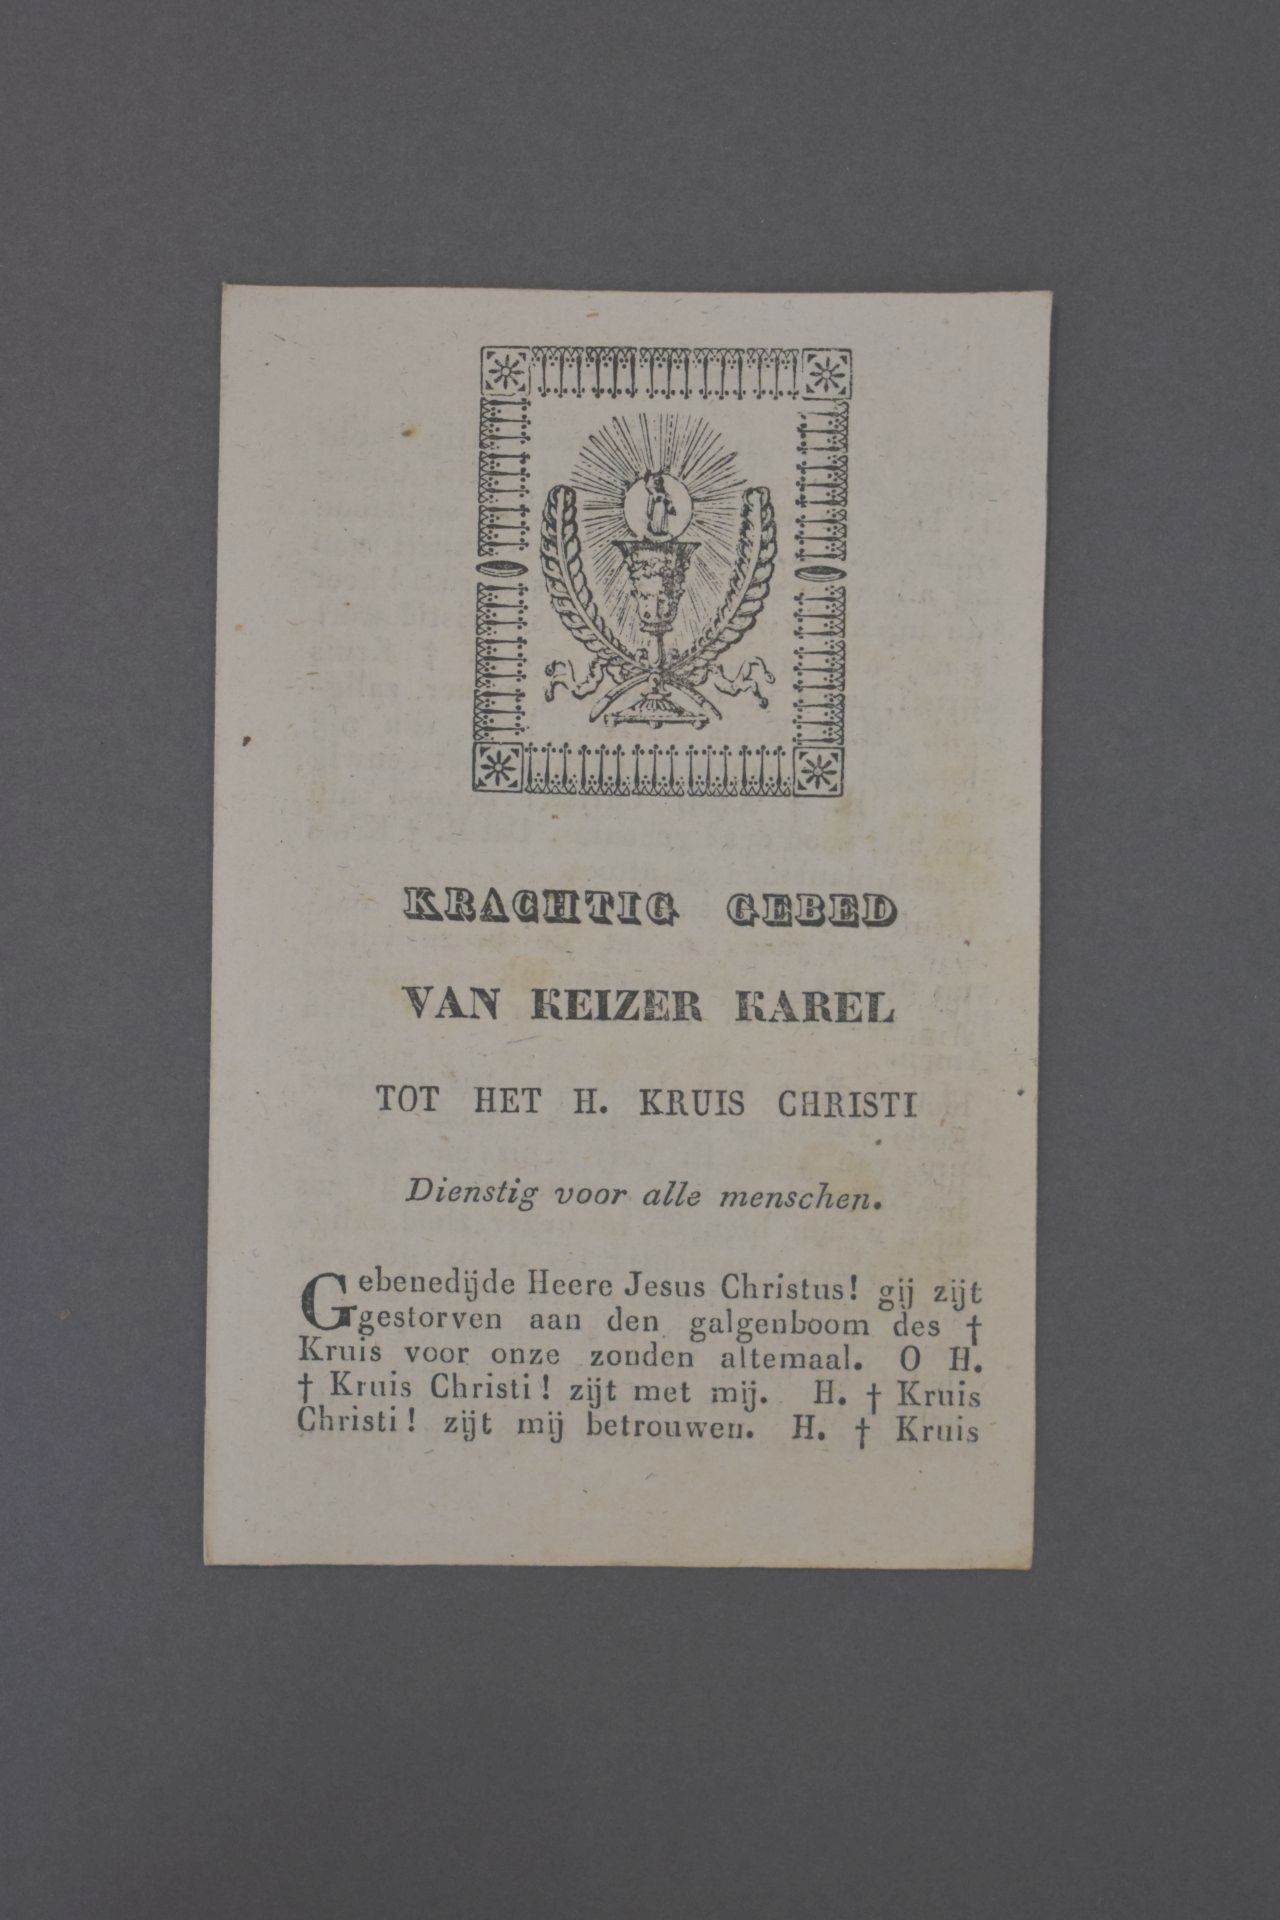 KRACHTIG GEBED
VAN KEIZER KAREL
TOT HET H. KRUIS CHRISTI
Dienstig voor alle menschen.
Gebenedijde Heere Jesus Christus! gij zijt
gestorven aan den galgenboom des †
Kruis voor onze zonden altemaal. O H.
† Kruis Christi! zijt met mij. H. † Kruis
Christi! zijt mij betrouwen. H. † Kruis